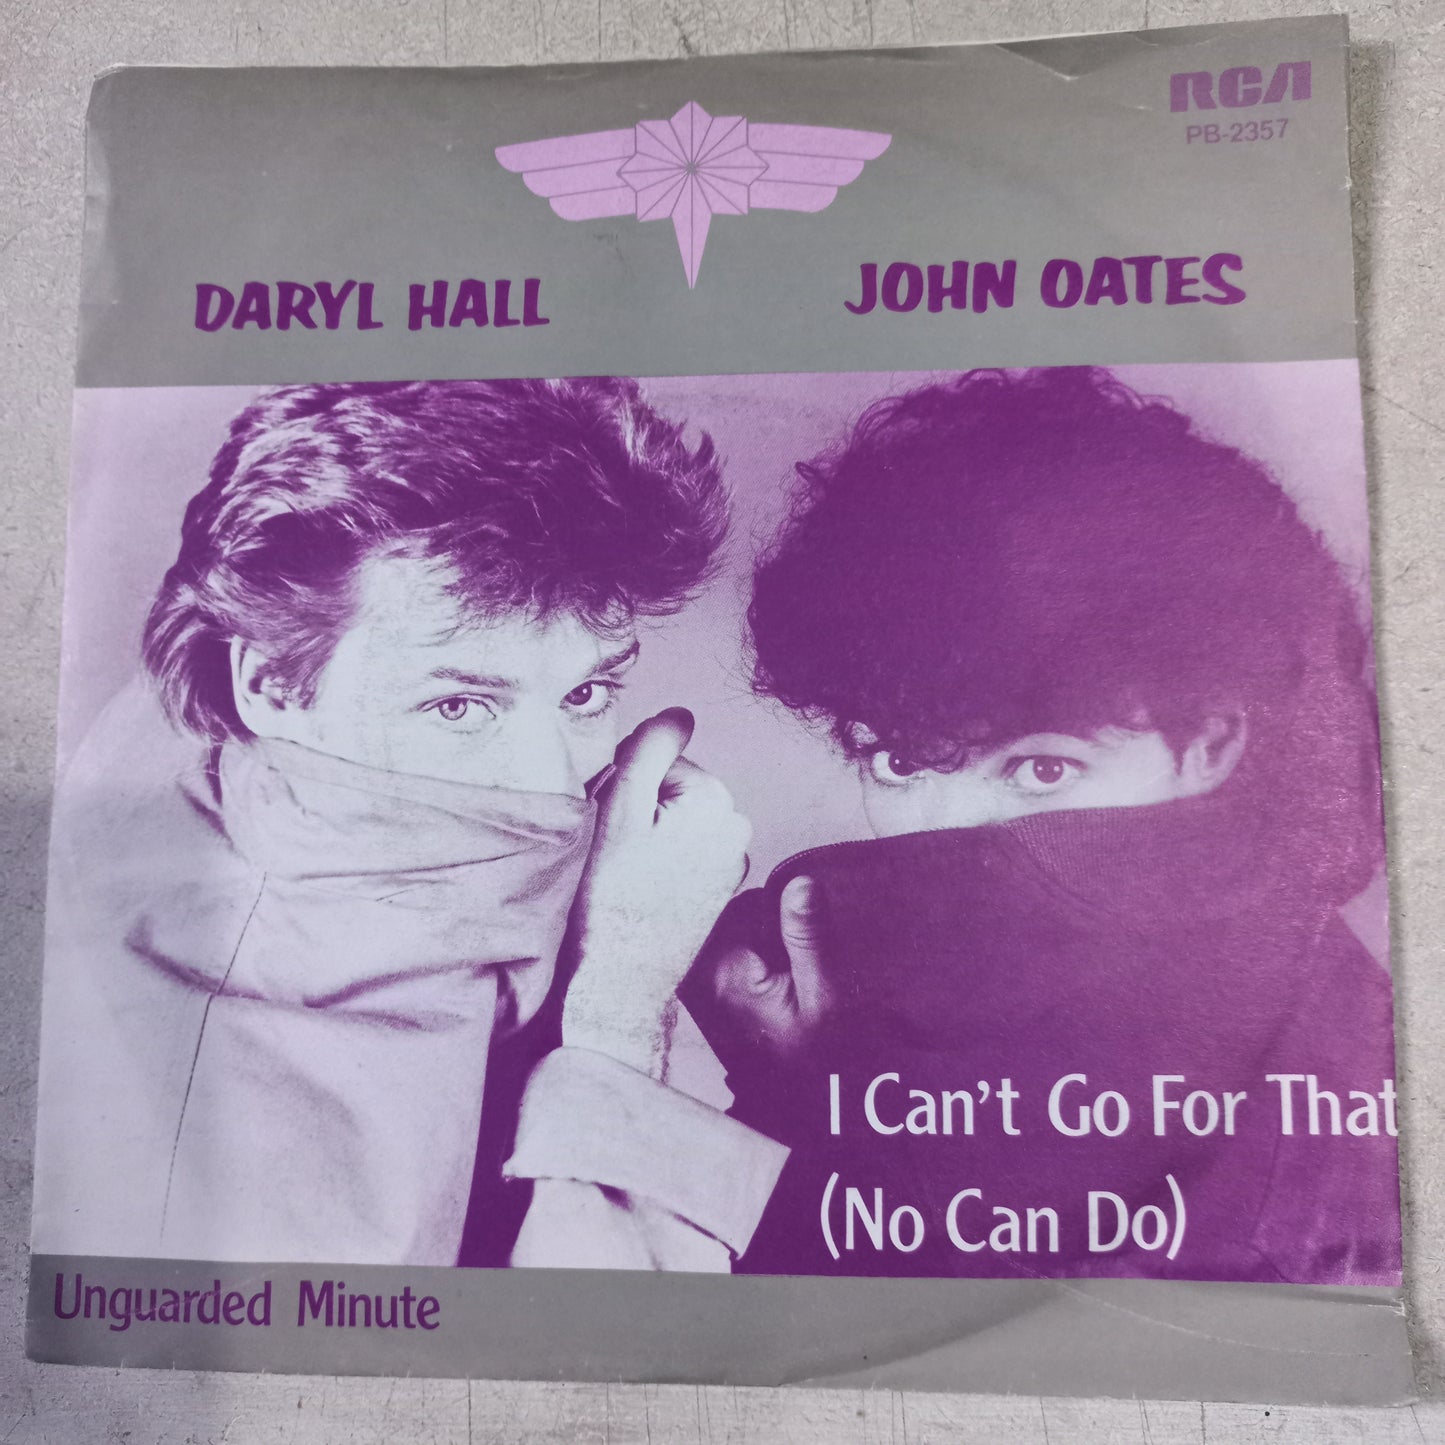 RCA
PB-2357
DARYL HALL
JOHN OATES
I Can't Go For That
(No Can Do)
Unguarded Minute